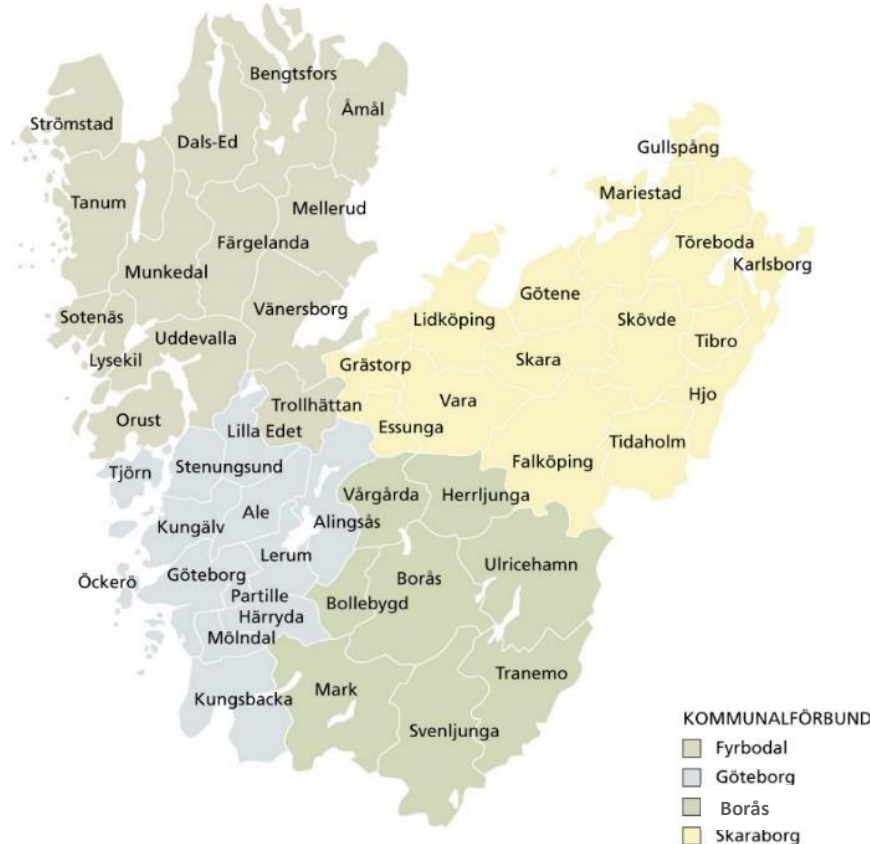 Bengtsfors
Åmål
Strömstad
Dals-Ed
Gullspång
Mariestad
Tanum
Mellerud
Färgelanda
Töreboda
Karlsborg
Munkedal
Götene
Vänersborg
Sotenäs
Lidköping
Skövde
Uddevalla
Tibro
Lysekil
Grästorp
Skara
Hjo
Trollhättan
Vara
Orust
Lilla Edet
Essunga
Tidaholm
Falköping
Tjörn
Stenungsund
Vårgårda
Herrljunga
Ale
Alingsås
Kungälv
Lerum
Ulricehamn
Öckerö
Göteborg
Borås
Partille
Bollebygd
Härryda
Mölndal
Tranemo
Kungsbacka
Mark
Svenljunga
KOMMUNALFÖRBUND
Fyrbodal
Göteborg
Borås
Skaraborg